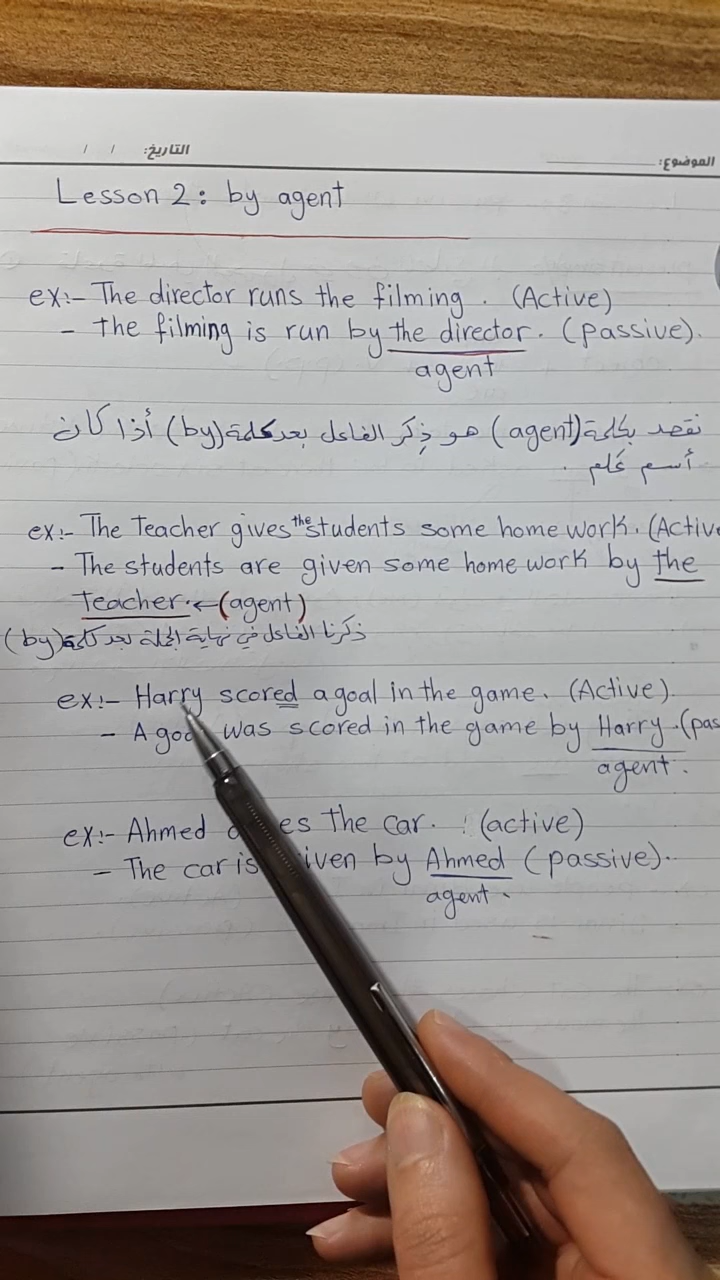 الموضوع:
التاريخ: / /
Lesson 2: by agent
ex:- The director runs the filming. (Active)
- the filming is run by the director. (passive).
agent
نقصد بكلمة (agent) هو ذِكر الفاعل بعد كلمة (by) أذا كان
أسم عَلم .
ex:- The Teacher gives the students some home work. (Active
- The students are given some home work by the
Teacher. ← (agent)
ذكرنا الفاعل في نهاية الجملة بعد كلمة (by)
ex:- Harry scored a goal in the game. (Active).
- A goa was scored in the game by Harry. (pas
agent.
ex:- Ahmed es The car. (active)
- The car is iven by Ahmed (passive).
agent.